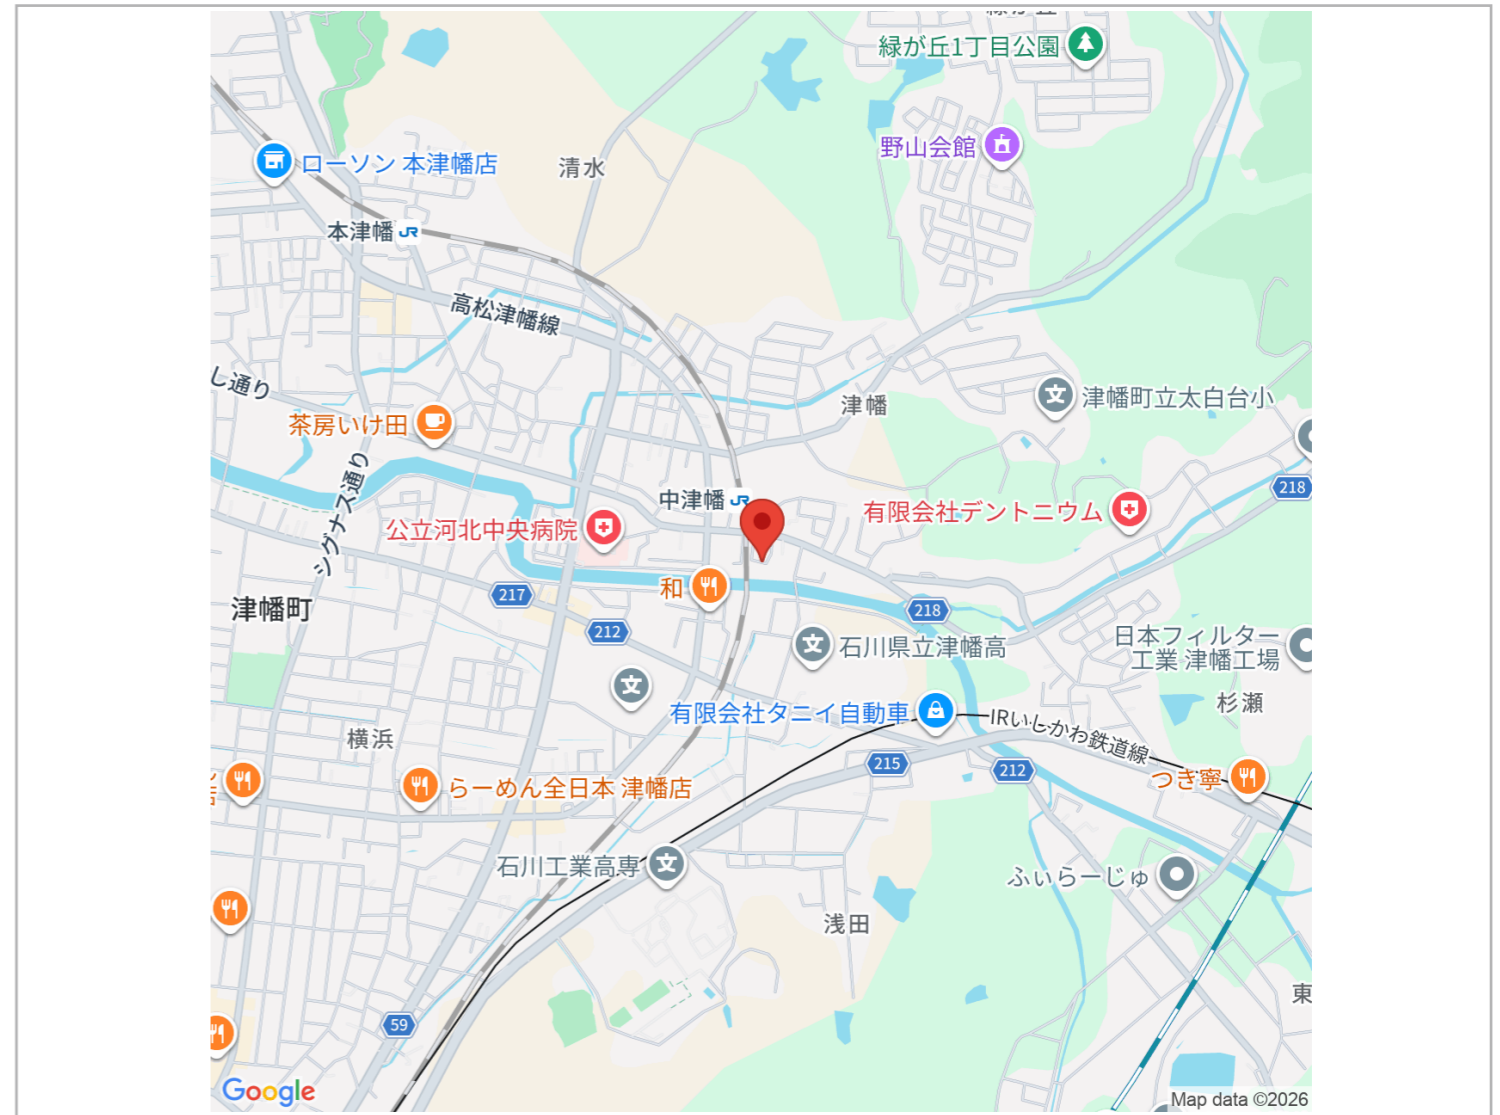 緑が丘1丁目公園
野山会館
ローソン 本津幡店
清水
本津幡 JR
高松津幡線
し通り
津幡町立太白台小
津幡
茶房いけ田
シグナス通り
218
中津幡 JR
有限会社デントニウム
公立河北中央病院
和
217
218
津幡町
212
石川県立津幡高
日本フィルター
工業 津幡工場
杉瀬
有限会社タニイ自動車
IRいしかわ鉄道線
横浜
215
212
つき寧
らーめん全日本 津幡店
石川工業高専
ふぃらーじゅ
浅田
東
59
Google
Map data ©2026